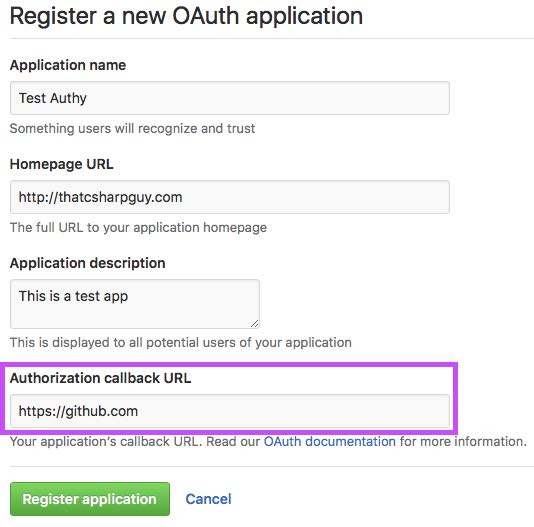 Register a new OAuth application
Application name
Test Authy
Something users will recognize and trust
Homepage URL
http://thatcsharpguy.com
The full URL to your application homepage
Application description
This is a test app
This is displayed to all potential users of your application
Authorization callback URL
https://github.com
Your application's callback URL. Read our OAuth documentation for more information.
Register application Cancel